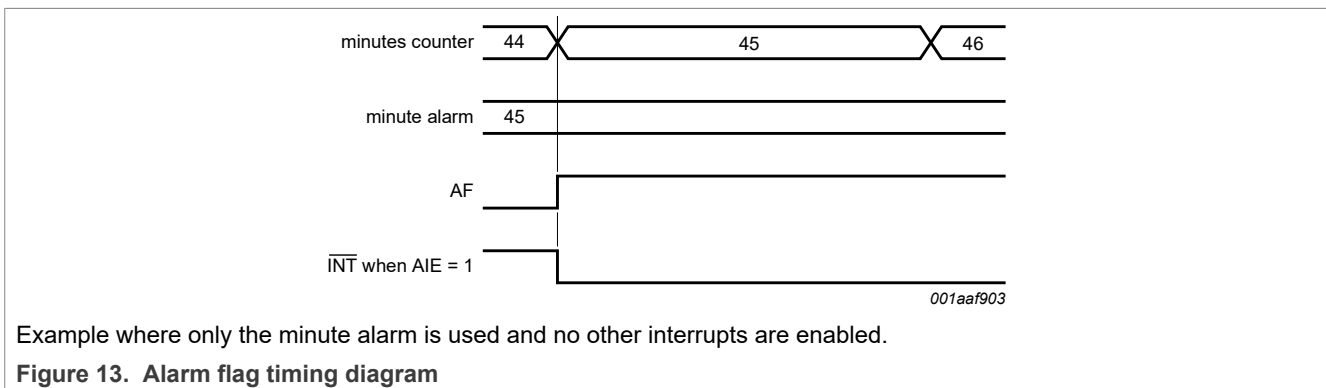 minutes counter 44 45 46
minute alarm 45
AF
INT when AIE = 1
001aaf903
Example where only the minute alarm is used and no other interrupts are enabled.
Figure 13. Alarm flag timing diagram